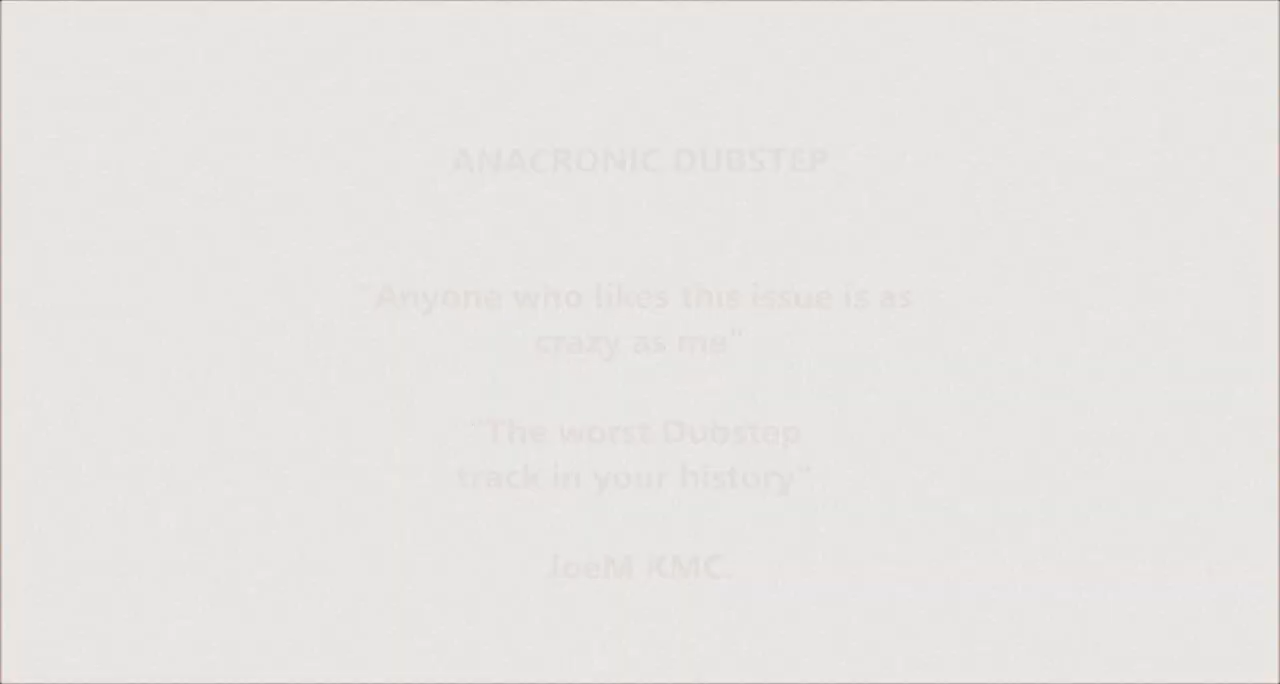 ANACRONIC DUBSTEP
"Anyone who likes this issue is as
crazy as me"
"The worst Dubstep
track in your history"
JoeM KMC.